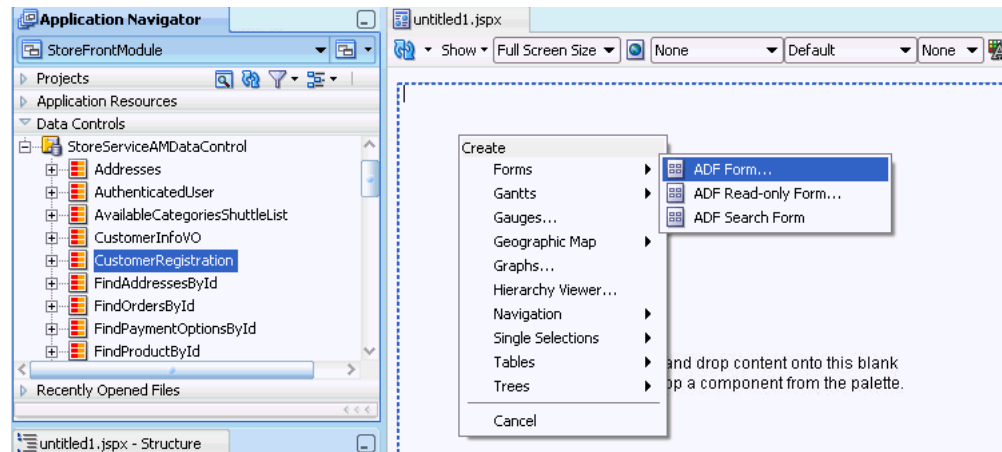 Application Navigator
StoreFrontModule
Projects
Application Resources
Data Controls
StoreServiceAMDataControl
Addresses
AuthenticatedUser
AvailableCategoriesShuttleList
CustomerInfoVO
CustomerRegistration
FindAddressesById
FindOrdersById
FindPaymentOptionsById
FindProductById
Recently Opened Files
untitled1.jspx - Structure
untitled1.jspx
Show Full Screen Size None Default None
Create
Forms
Gantts
Gauges...
Geographic Map
Graphs...
Hierarchy Viewer...
Navigation
Single Selections
Tables
Trees
Cancel
ADF Form...
ADF Read-only Form...
ADF Search Form
and drop content onto this blank
a component from the palette.